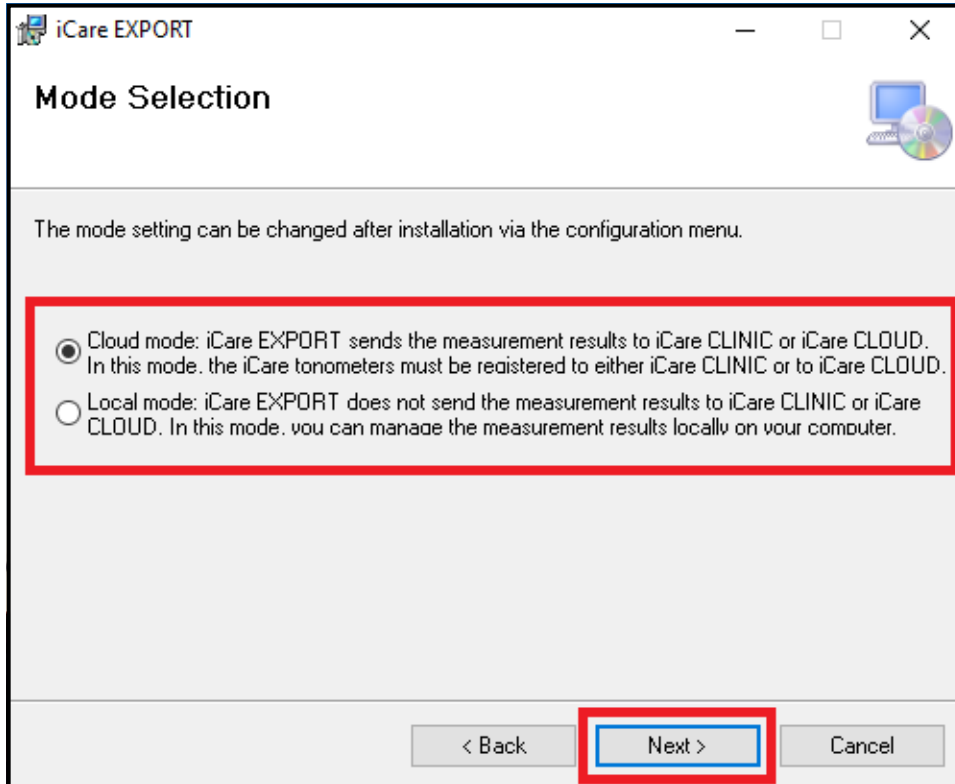 iCare EXPORT
Mode Selection
The mode setting can be changed after installation via the configuration menu.
Cloud mode: iCare EXPORT sends the measurement results to iCare CLINIC or iCare CLOUD.
In this mode, the iCare tonometers must be registered to either iCare CLINIC or to iCare CLOUD.
Local mode: iCare EXPORT does not send the measurement results to iCare CLINIC or iCare
CLOUD. In this mode, you can manage the measurement results locally on your computer.
< Back
Next >
Cancel